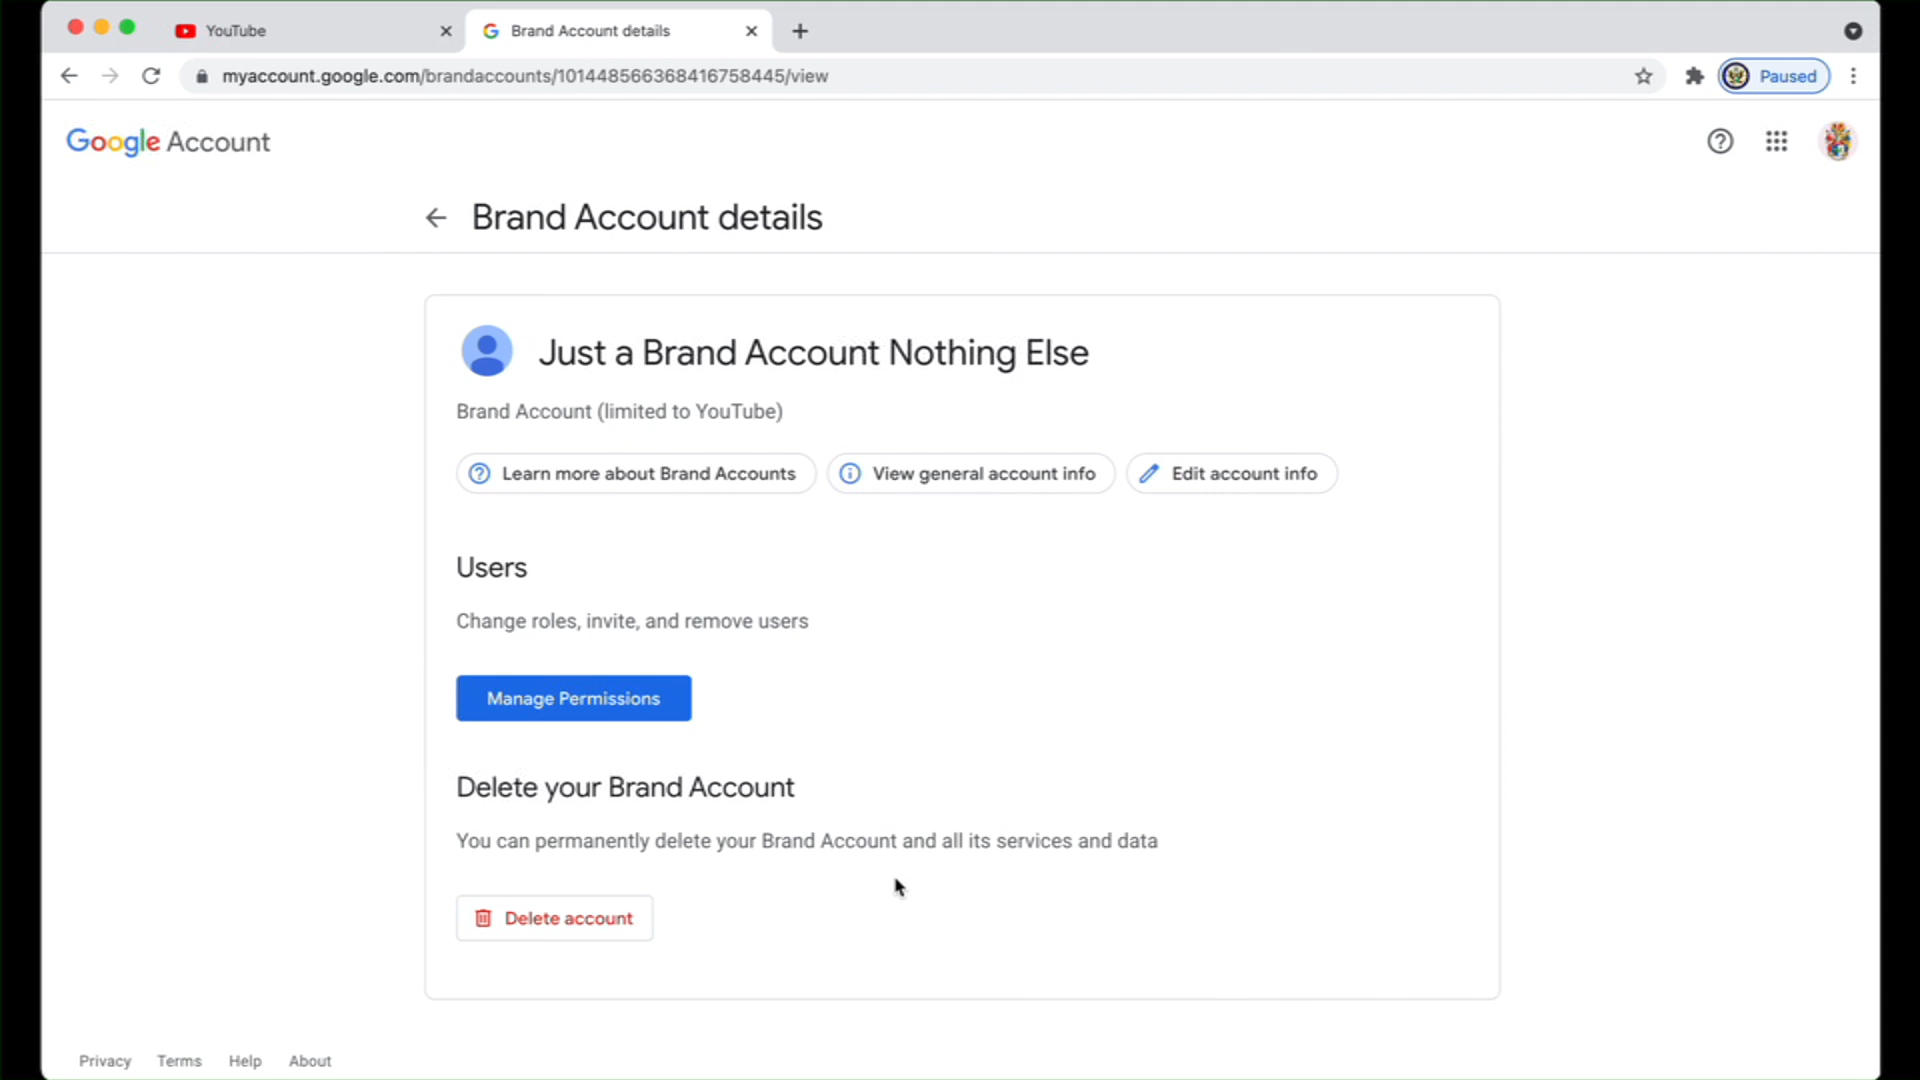 YouTube
Brand Account details
myaccount.google.com/brandaccounts/101448566368416758445/view
Paused
Google Account
Brand Account details
Just a Brand Account Nothing Else
Brand Account (limited to YouTube)
Learn more about Brand Accounts
View general account info
Edit account info
Users
Change roles, invite, and remove users
Manage Permissions
Delete your Brand Account
You can permanently delete your Brand Account and all its services and data
Delete account
Privacy Terms Help About